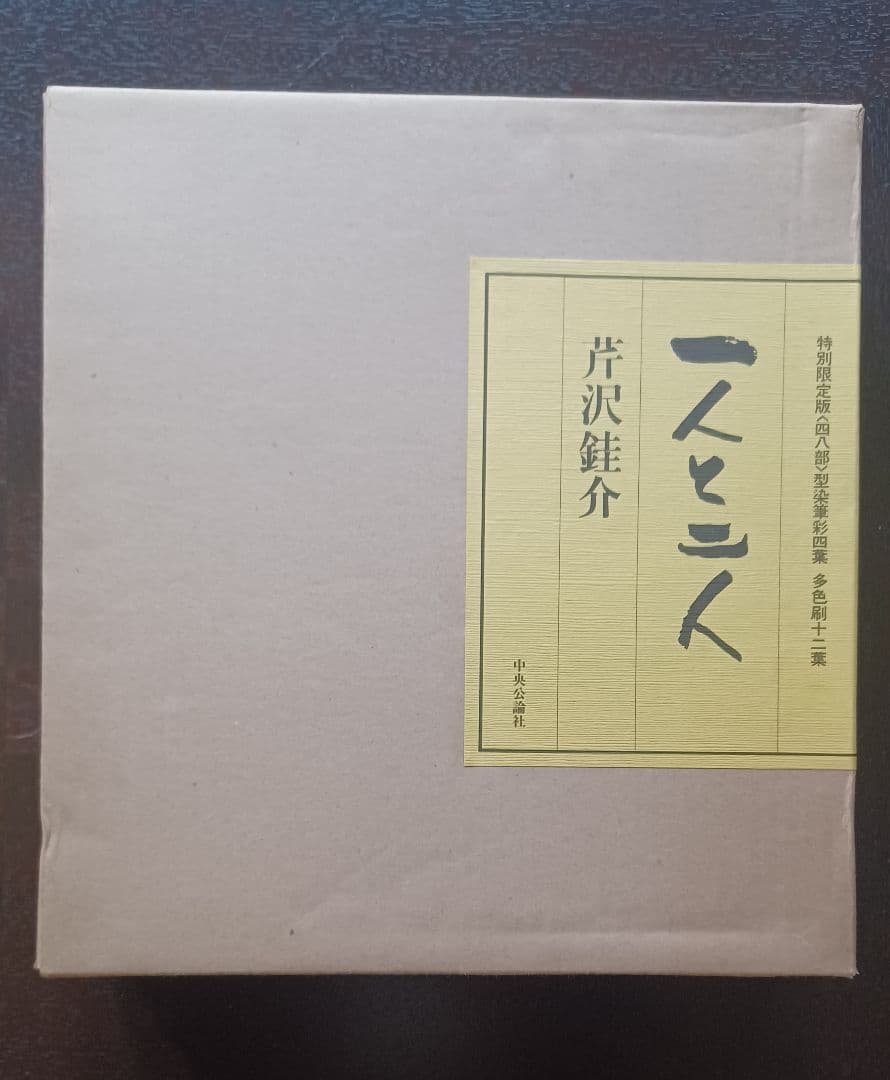 特別限定版〈四八部〉型染筆彩四葉 多色刷十二葉
一人と二人
芹沢銈介
中央公論社